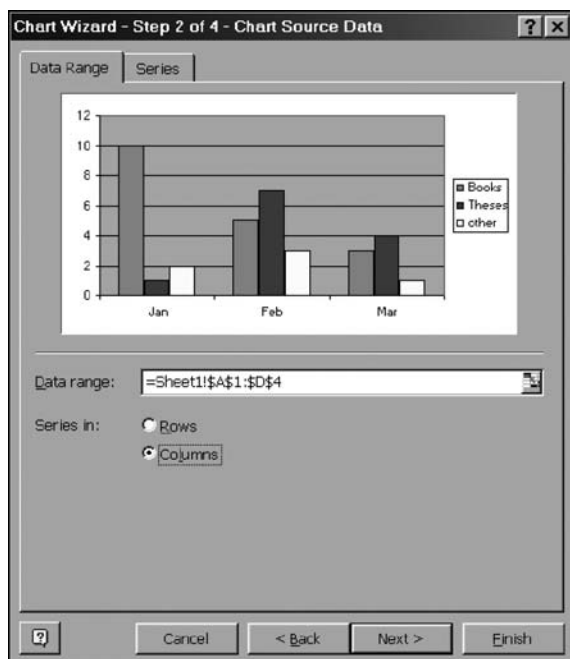 Chart Wizard - Step 2 of 4 - Chart Source Data
Data Range
Series
12
10
8
6
4
2
0
Jan
Feb
Mar
Books
Theses
other
Data range:
=Sheet1!$A$1:$D$4
Series in:
Rows
Columns
Cancel
< Back
Next >
Finish